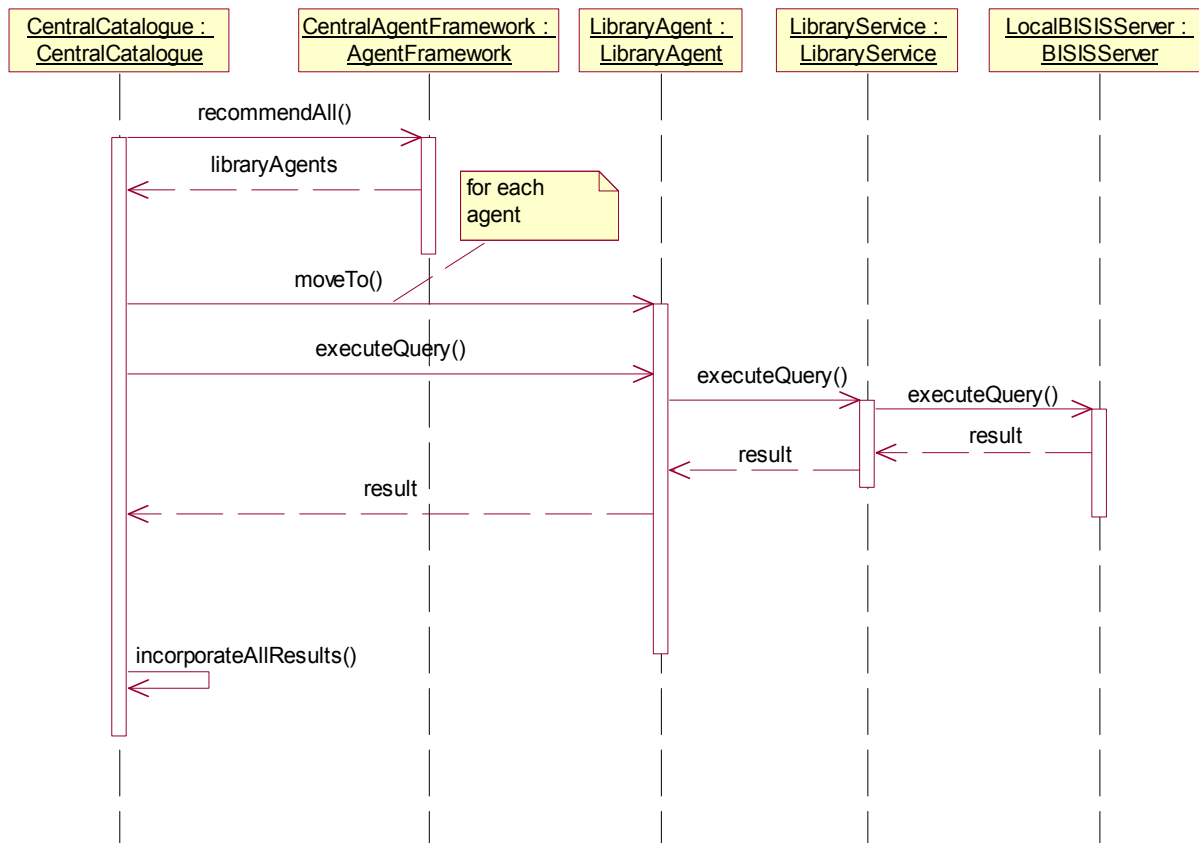 CentralCatalogue :
CentralCatalogue
CentralAgentFramework :
AgentFramework
LibraryAgent :
LibraryAgent
LibraryService :
LibraryService
LocalBISISServer :
BISISServer
recommendAll()
libraryAgents
for each
agent
moveTo()
executeQuery()
executeQuery()
executeQuery()
result
result
result
incorporateAllResults()